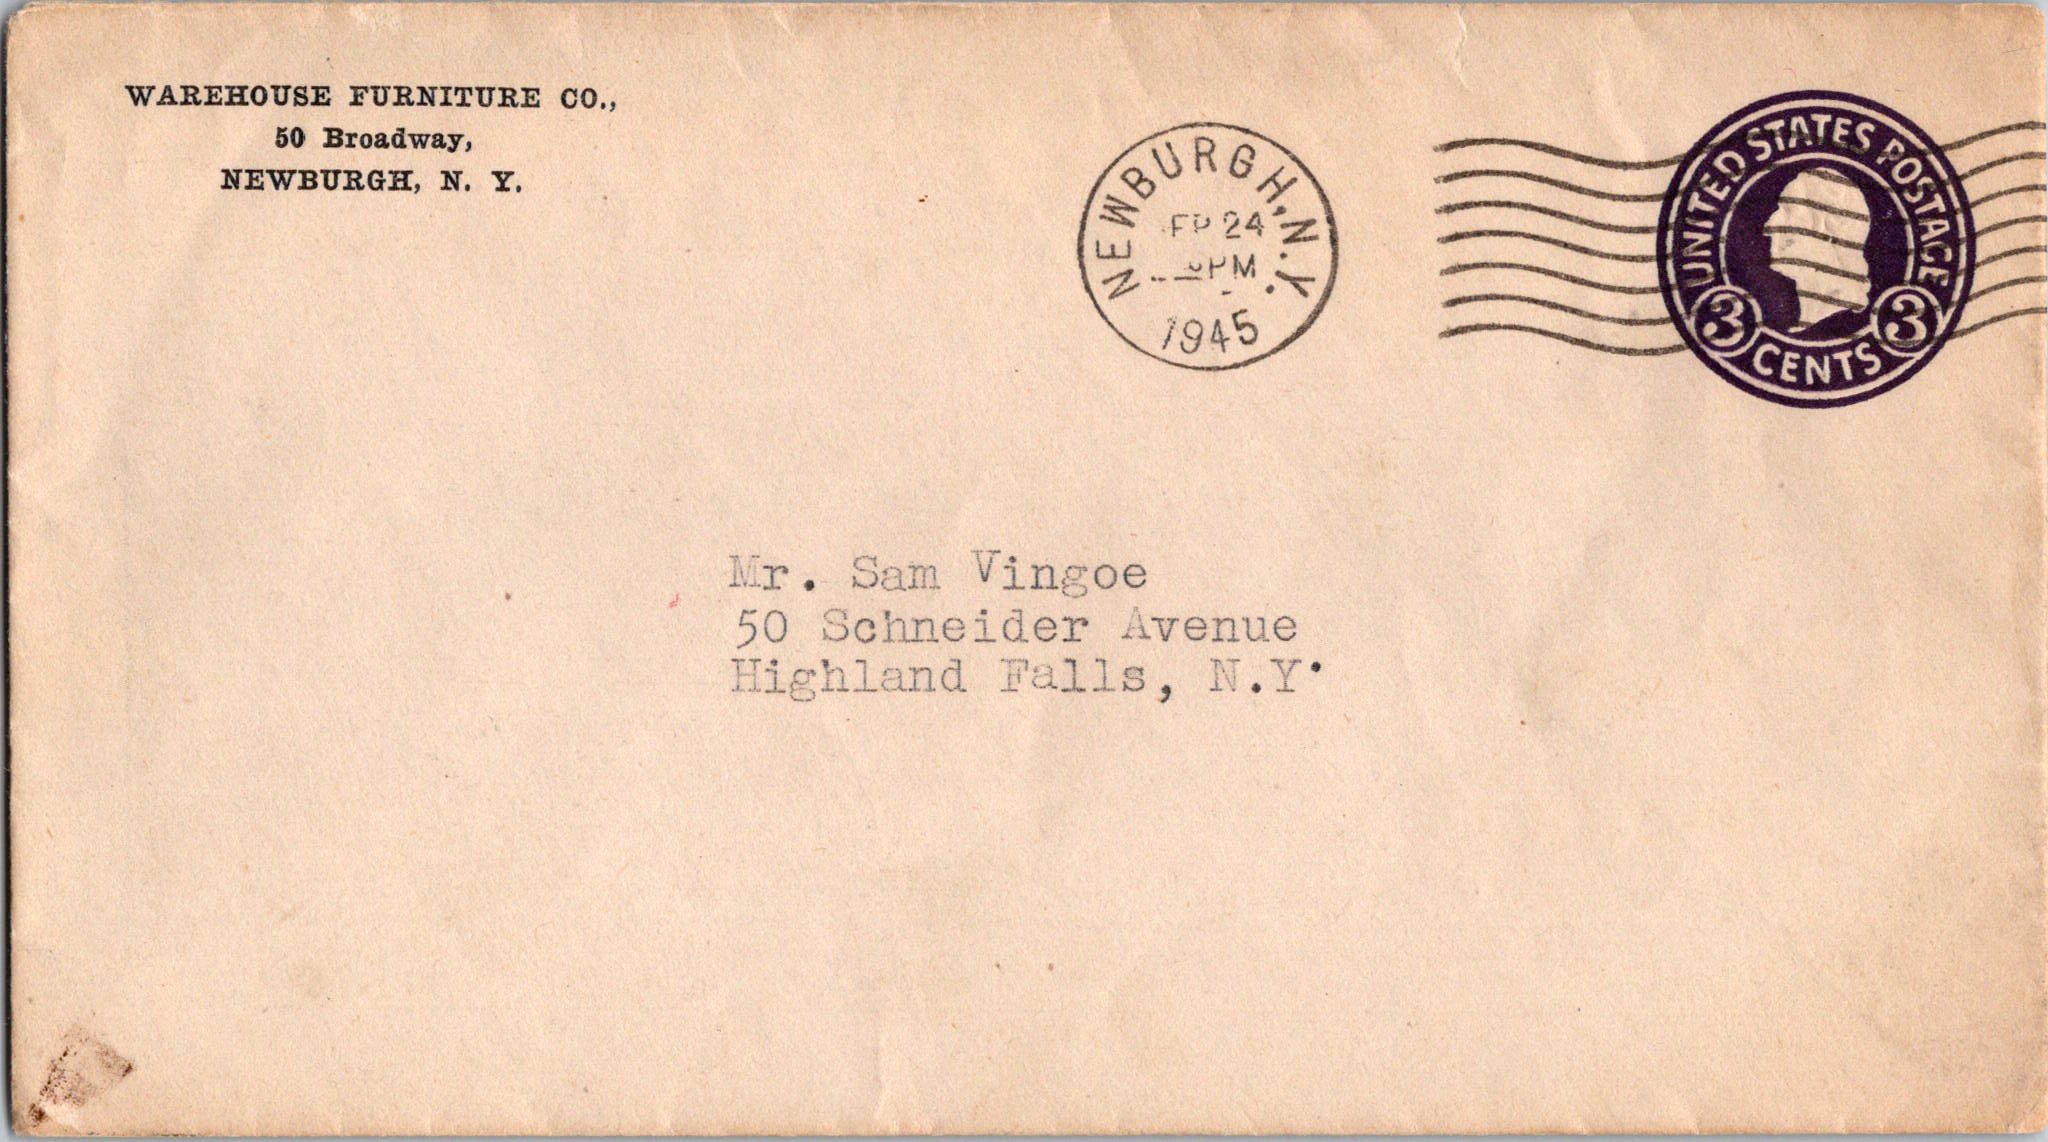 WAREHOUSE FURNITURE CO.,
50 Broadway,
NEWBURGH, N. Y.
NEWBURGH, N.Y.
24
PM
1945
UNITED STATES POSTAGE
3 CENTS 3
Mr. Sam Vingoe
50 Schneider Avenue
Highland Falls, N.Y.